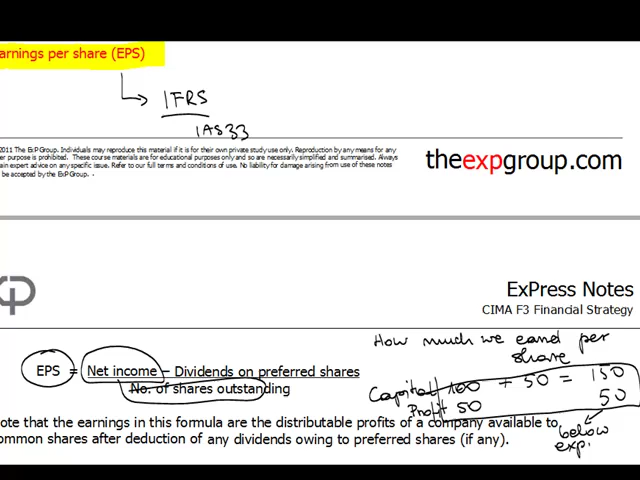 arnings per share (EPS)
IFRS
IAS33
2011 The ExP Group. Individuals may reproduce this material if it is for their own private study use only. Reproduction by any means for any
er purpose is prohibited. These course materials are for educational purposes only and so are necessarily simplified and summarised. Always
ain expert advice on any specific issue. Refer to our full terms and conditions of use. No liability for damage arising from use of these notes
be accepted by the ExP Group. .
theexpgroup.com
ExPress Notes
CIMA F3 Financial Strategy
How much we earnd per
share
EPS = Net income – Dividends on preferred shares
No. of shares outstanding
Capital 100 + 50 = 150
Profit 50 50
below
exp.
ote that the earnings in this formula are the distributable profits of a company available to
ommon shares after deduction of any dividends owing to preferred shares (if any).